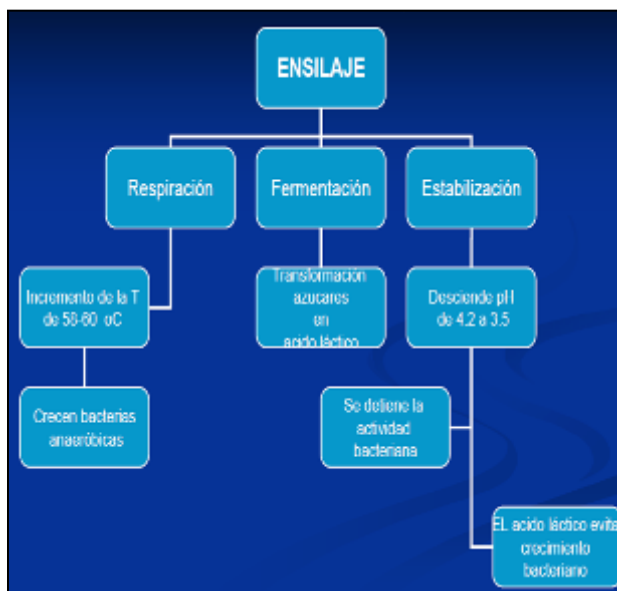 ENSILAJE
Respiración
Fermentación
Estabilización
Incremento de la T
de 58-60 oC
Transformación
azucares
en
acido láctico
Desciende pH
de 4.2 a 3.5
Crecen bacterias
anaeróbicas
Se detiene la
actividad
bacteriana
EL acido láctico evita
crecimiento
bacteriano